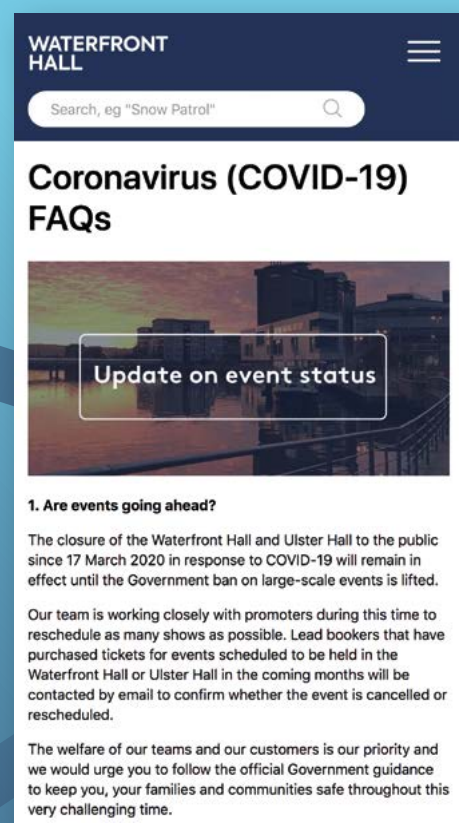 WATERFRONT
HALL
Search, eg "Snow Patrol"
Coronavirus (COVID-19)
FAQs
Update on event status
1. Are events going ahead?
The closure of the Waterfront Hall and Ulster Hall to the public
since 17 March 2020 in response to COVID-19 will remain in
effect until the Government ban on large-scale events is lifted.
Our team is working closely with promoters during this time to
reschedule as many shows as possible. Lead bookers that have
purchased tickets for events scheduled to be held in the
Waterfront Hall or Ulster Hall in the coming months will be
contacted by email to confirm whether the event is cancelled or
rescheduled.
The welfare of our teams and our customers is our priority and
we would urge you to follow the official Government guidance
to keep you, your families and communities safe throughout this
very challenging time.